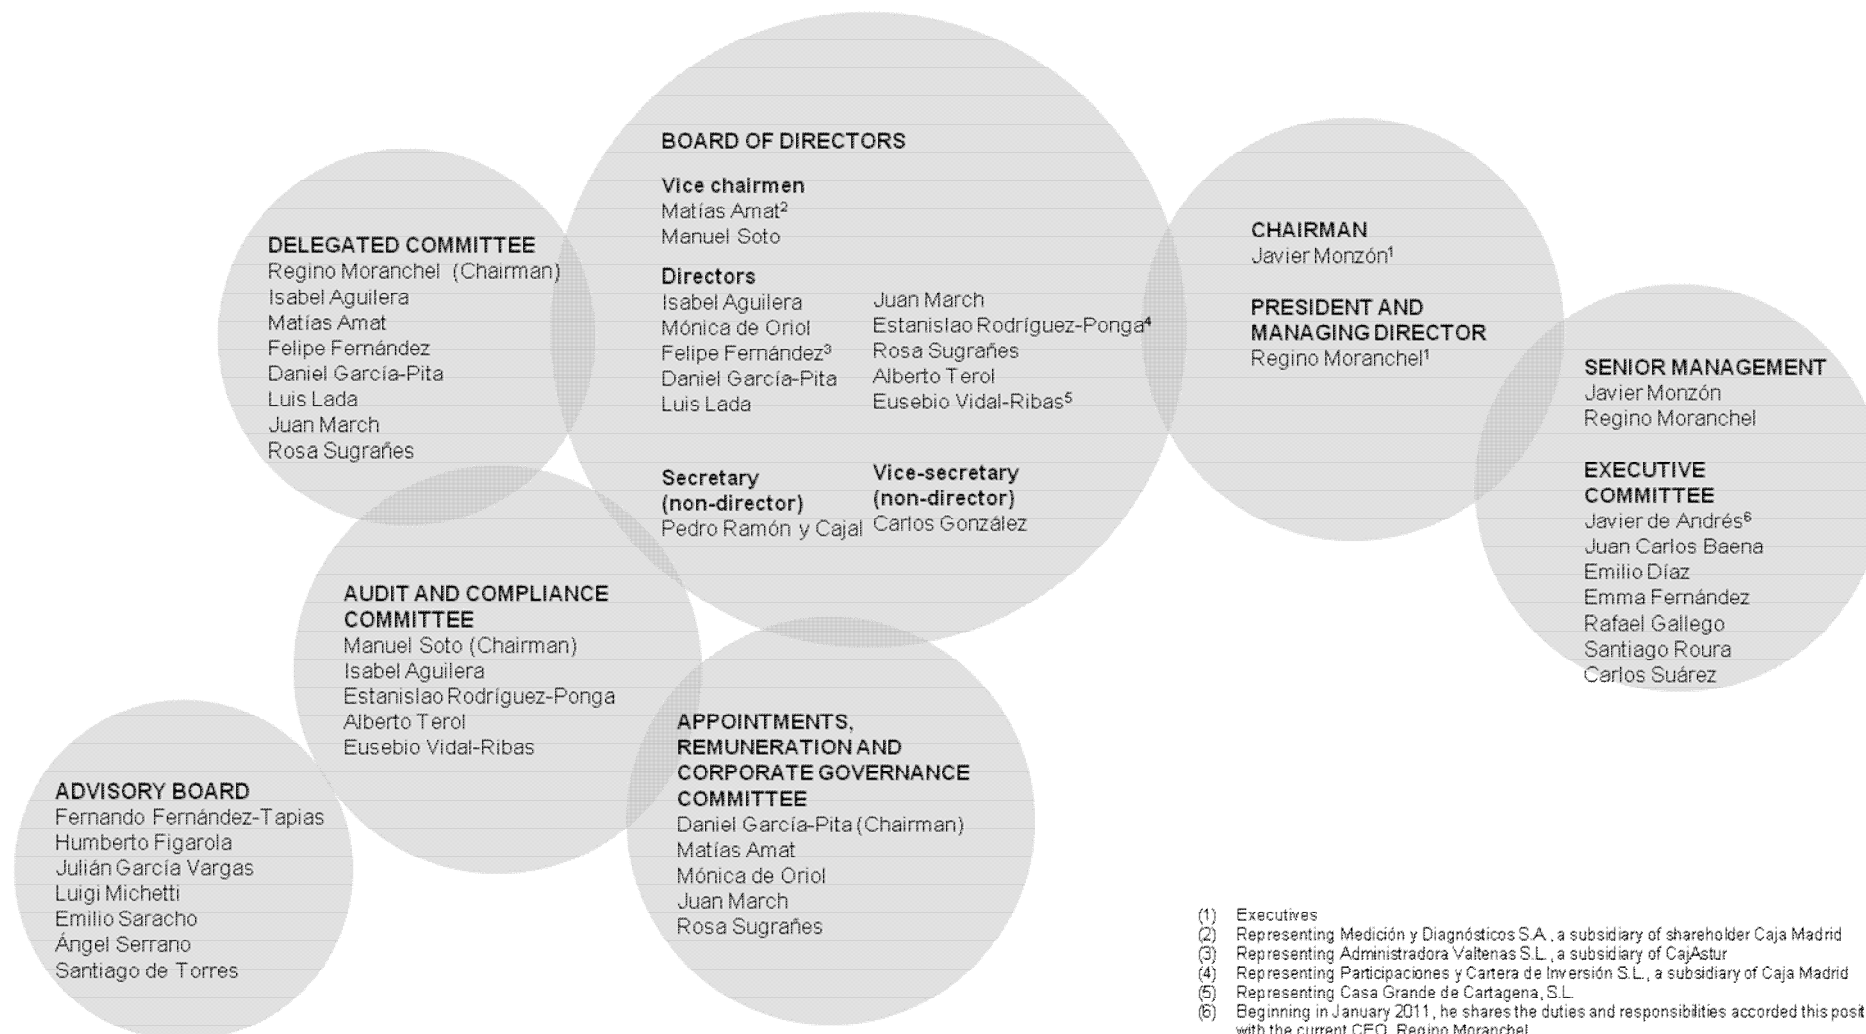 BOARD OF DIRECTORS
Vice chairmen
Matías Amat²
Manuel Soto
Directors
Isabel Aguilera
Mónica de Oriol
Felipe Fernández³
Daniel García-Pita
Luis Lada
Juan March
Estanislao Rodríguez-Ponga⁴
Rosa Sugrañes
Alberto Terol
Eusebio Vidal-Ribas⁵
Secretary
(non-director)
Pedro Ramón y Cajal
Vice-secretary
(non-director)
Carlos González
DELEGATED COMMITTEE
Regino Moranchel (Chairman)
Isabel Aguilera
Matías Amat
Felipe Fernández
Daniel García-Pita
Luis Lada
Juan March
Rosa Sugrañes
CHAIRMAN
Javier Monzón¹
PRESIDENT AND
MANAGING DIRECTOR
Regino Moranchel¹
SENIOR MANAGEMENT
Javier Monzón
Regino Moranchel
EXECUTIVE
COMMITTEE
Javier de Andrés⁶
Juan Carlos Baena
Emilio Díaz
Emma Fernández
Rafael Gallego
Santiago Roura
Carlos Suárez
AUDIT AND COMPLIANCE
COMMITTEE
Manuel Soto (Chairman)
Isabel Aguilera
Estanislao Rodríguez-Ponga
Alberto Terol
Eusebio Vidal-Ribas
APPOINTMENTS,
REMUNERATION AND
CORPORATE GOVERNANCE
COMMITTEE
Daniel García-Pita (Chairman)
Matías Amat
Mónica de Oriol
Juan March
Rosa Sugrañes
ADVISORY BOARD
Fernando Fernández-Tapias
Humberto Figarola
Julián García Vargas
Luigi Michetti
Emilio Saracho
Ángel Serrano
Santiago de Torres
(1) Executives
(2) Representing Medición y Diagnósticos S.A., a subsidiary of shareholder Caja Madrid
(3) Representing Administradora Valtenas S.L., a subsidiary of CajAstur
(4) Representing Participaciones y Cartera de Inversión S.L., a subsidiary of Caja Madrid
(5) Representing Casa Grande de Cartagena, S.L.
(6) Beginning in January 2011, he shares the duties and responsibilities accorded this posit
with the current CEO, Regino Moranchel